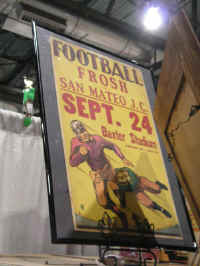 FOOTBALL
FROSH
SAN MATEO J.C.
SEPT. 24
Baxter Stadium